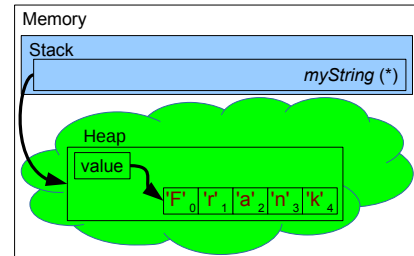 Memory
Stack
myString (*)
Heap
value
'F' 0 'r' 1 'a' 2 'n' 3 'k' 4